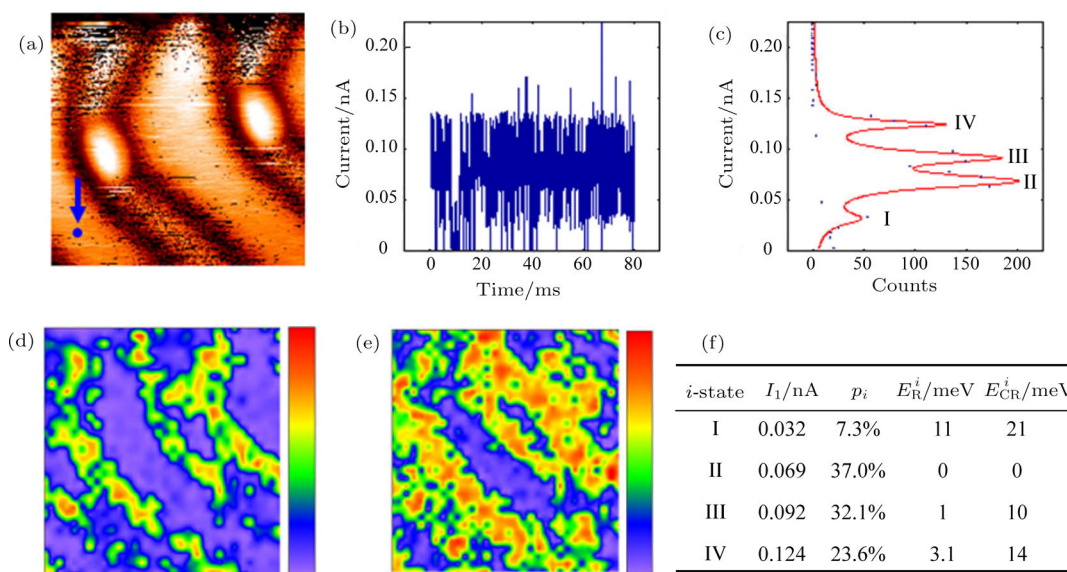 (a)
(b)
0.20
0.15
0.10
0.05
0
Current/nA
0 20 40 60 80
Time/ms
(c)
0.20
0.15
0.10
0.05
0
Current/nA
IV
III
II
I
0 50 100 150 200
Counts
(d)
(e)
(f)
i-state I₁/nA pᵢ E_R^i/meV E_CR^i/meV
I 0.032 7.3% 11 21
II 0.069 37.0% 0 0
III 0.092 32.1% 1 10
IV 0.124 23.6% 3.1 14